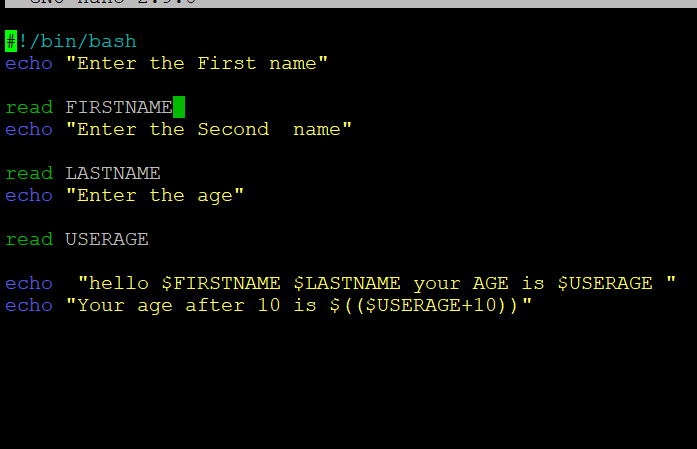 #!/bin/bash
echo "Enter the First name"
read FIRSTNAME
echo "Enter the Second  name"
read LASTNAME
echo "Enter the age"
read USERAGE
echo  "hello $FIRSTNAME $LASTNAME your AGE is $USERAGE "
echo "Your age after 10 is $(($USERAGE+10))"